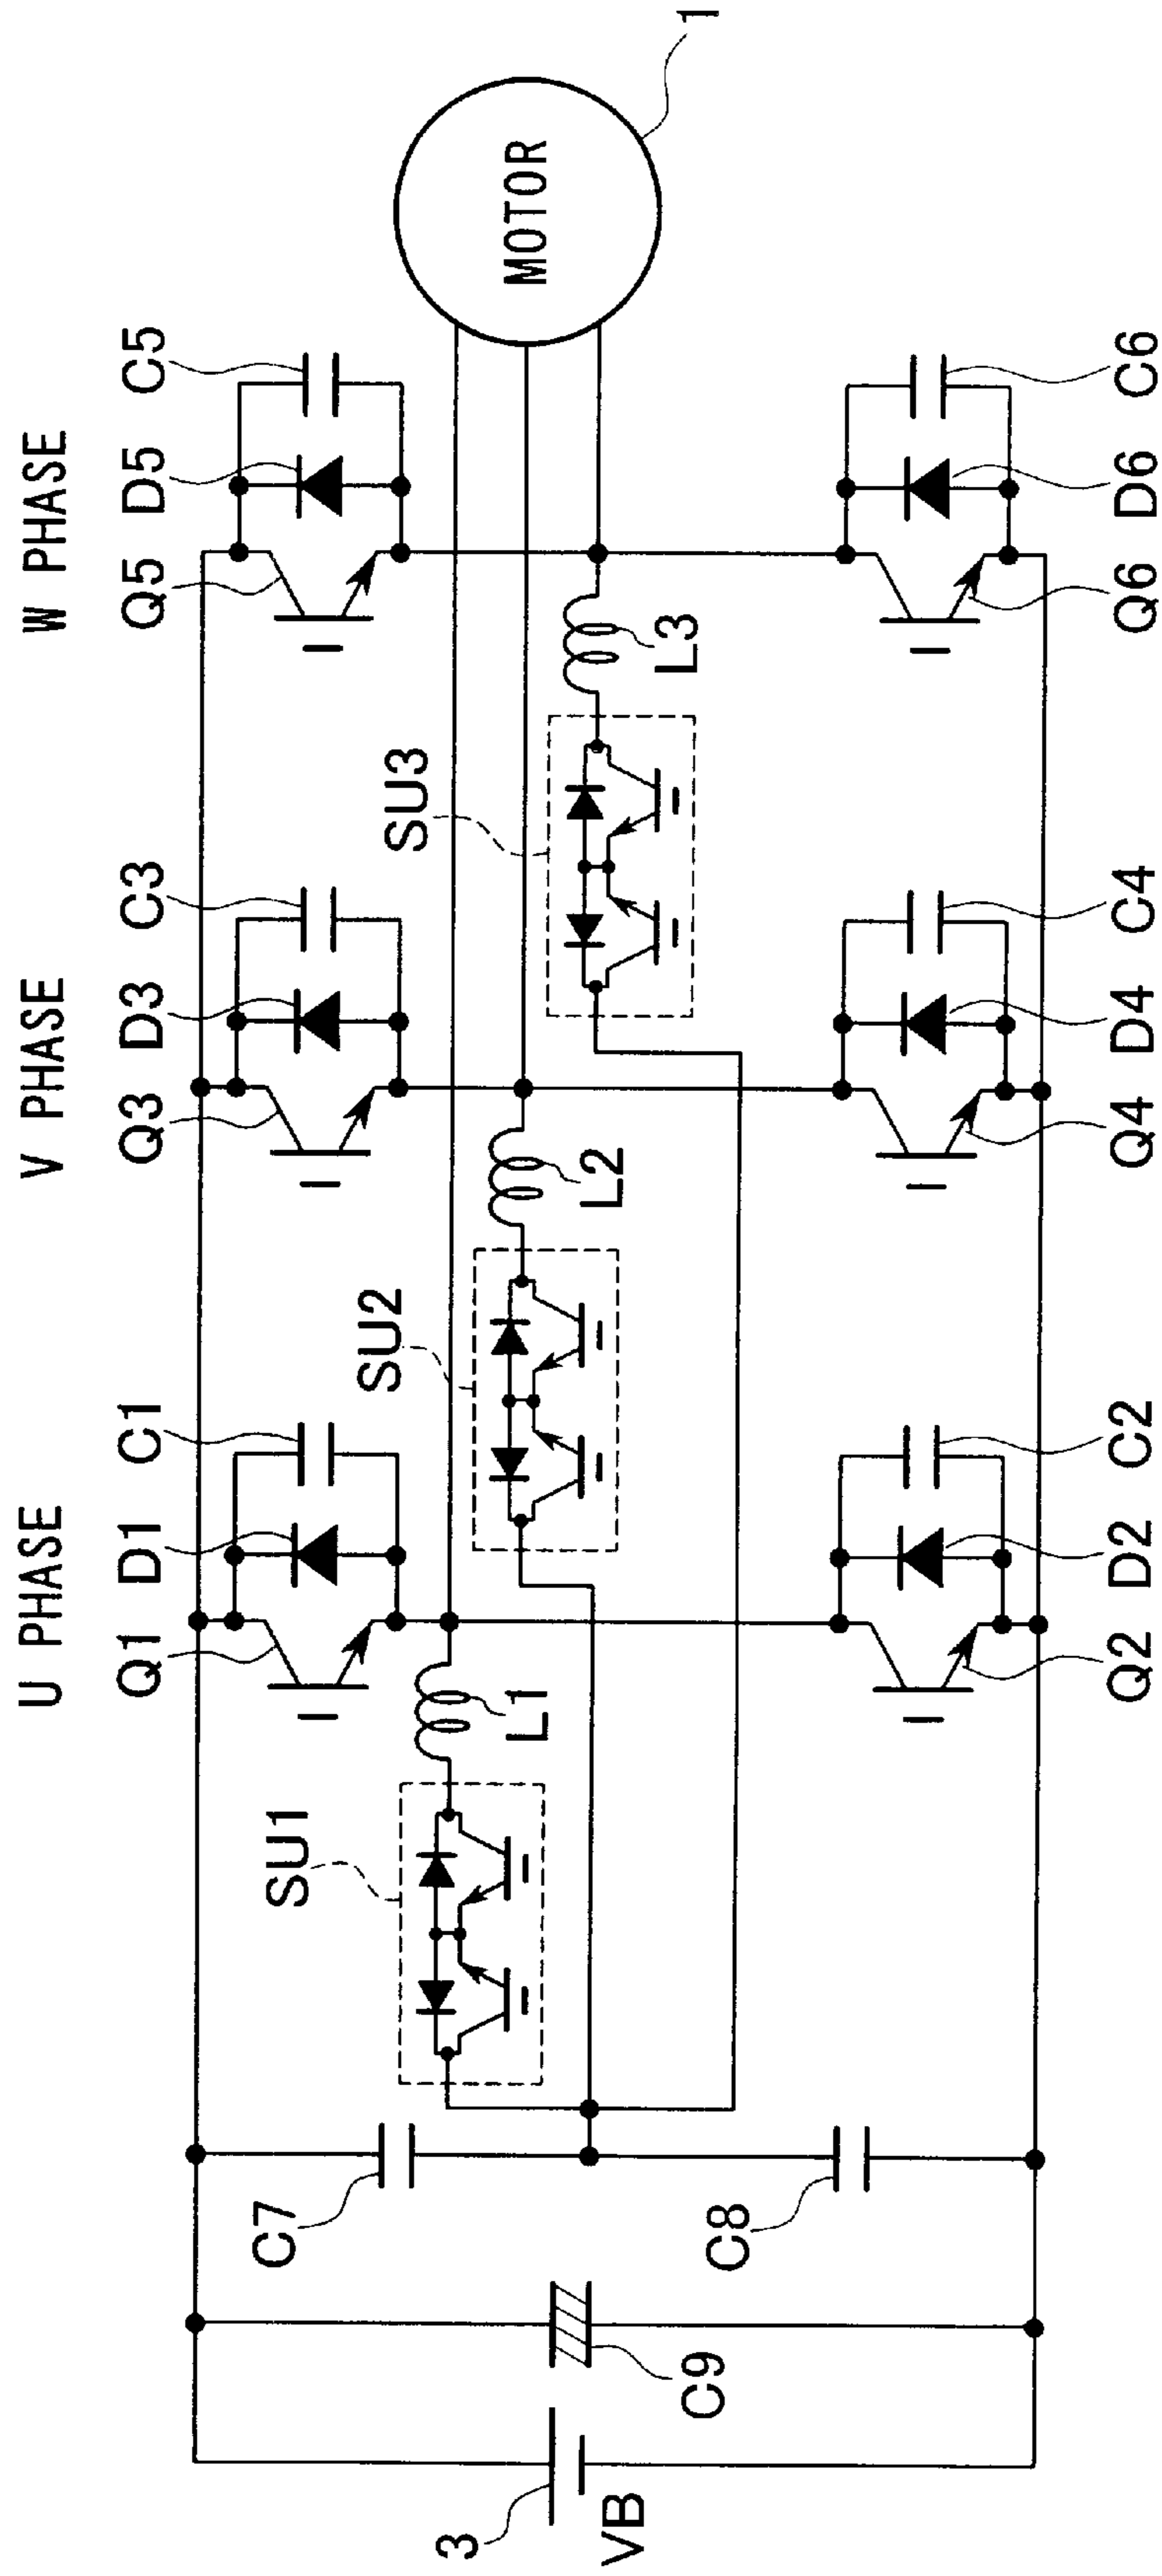 U PHASE
V PHASE
W PHASE
Q1 D1 C1
Q3 D3 C3
Q5 D5 C5
SU1
SU2
SU3
L1
L2
L3
MOTOR
1
C7
C8
C9
3
VB
Q2 D2 C2
Q4 D4 C4
Q6 D6 C6